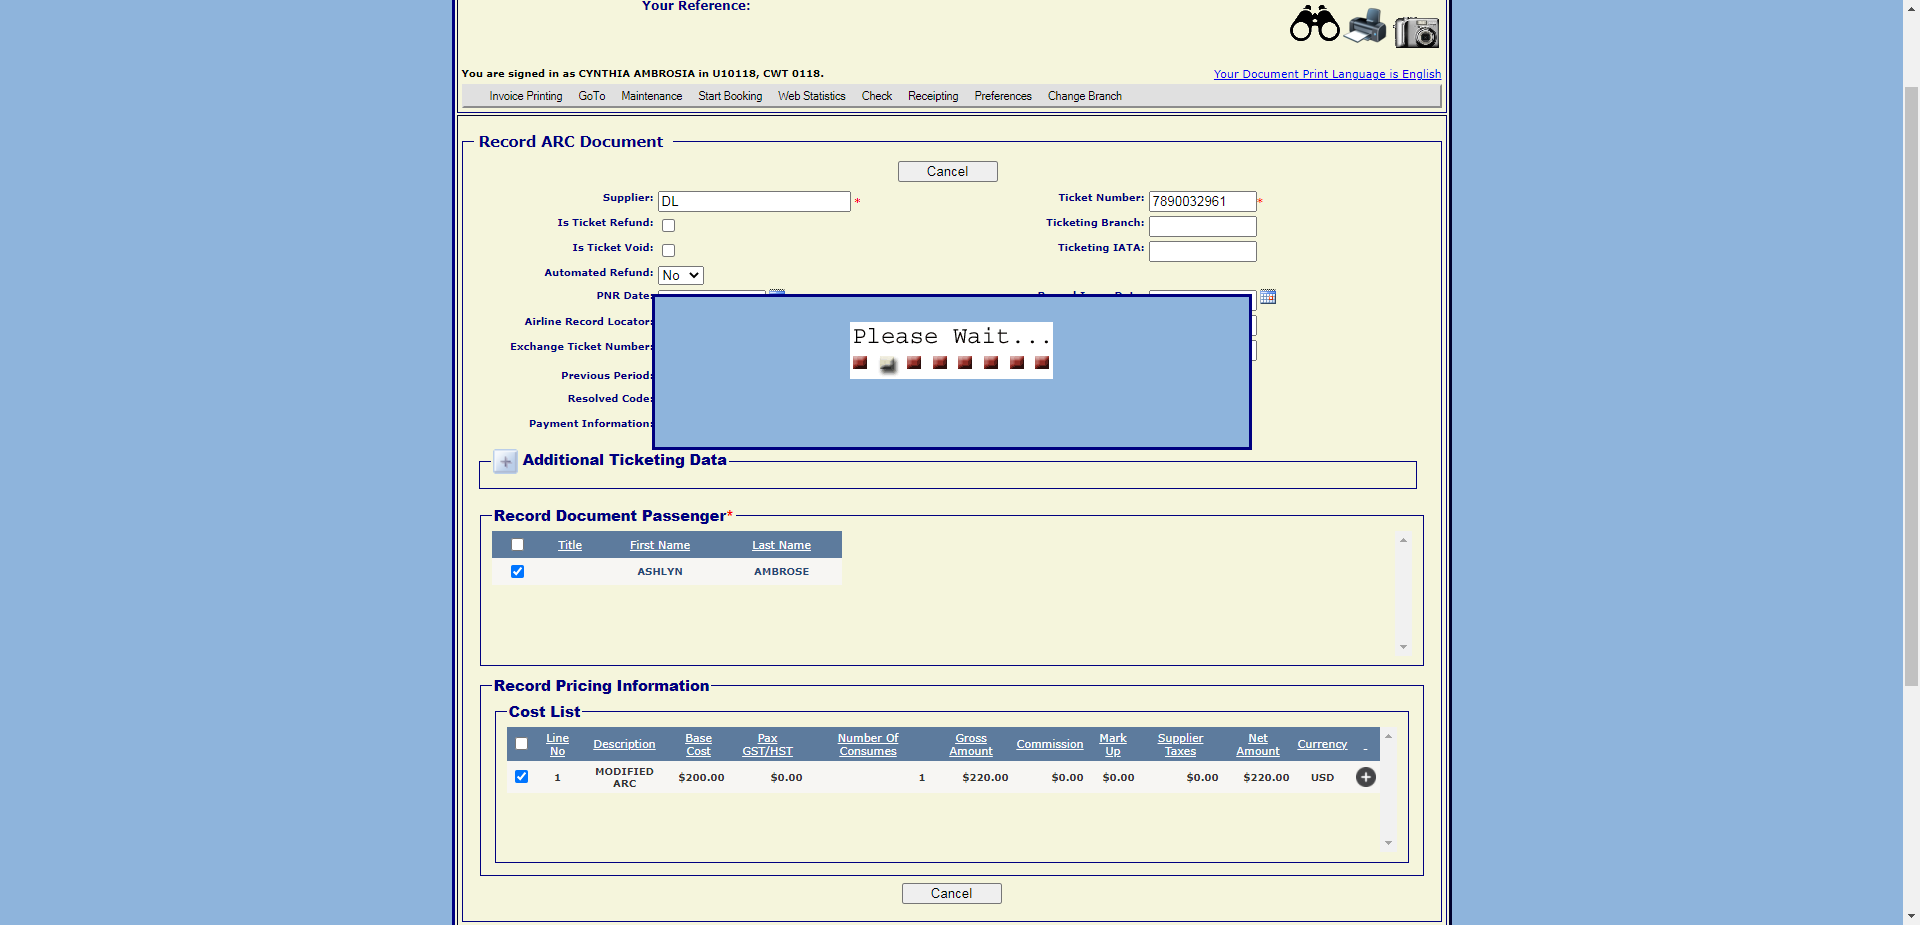 Your Reference:
You are signed in as CYNTHIA AMBROSIA in U10118, CWT 0118.
Your Document Print Language is English
Invoice Printing GoTo Maintenance Start Booking Web Statistics Check Receipting Preferences Change Branch
Record ARC Document
Cancel
Supplier: DL *
Ticket Number: 7890032961 *
Is Ticket Refund:
Ticketing Branch:
Is Ticket Void:
Ticketing IATA:
Automated Refund: No
PNR Date:
Airline Record Locator:
Exchange Ticket Number:
Previous Period:
Resolved Code:
Payment Information:
Please Wait...
Additional Ticketing Data
Record Document Passenger*
Title First Name Last Name
ASHLYN AMBROSE
Record Pricing Information
Cost List
Line No Description Base Cost Pax GST/HST Number Of Consumes Gross Amount Commission Mark Up Supplier Taxes Net Amount Currency -
1 MODIFIED ARC $200.00 $0.00 1 $220.00 $0.00 $0.00 $0.00 $220.00 USD
Cancel